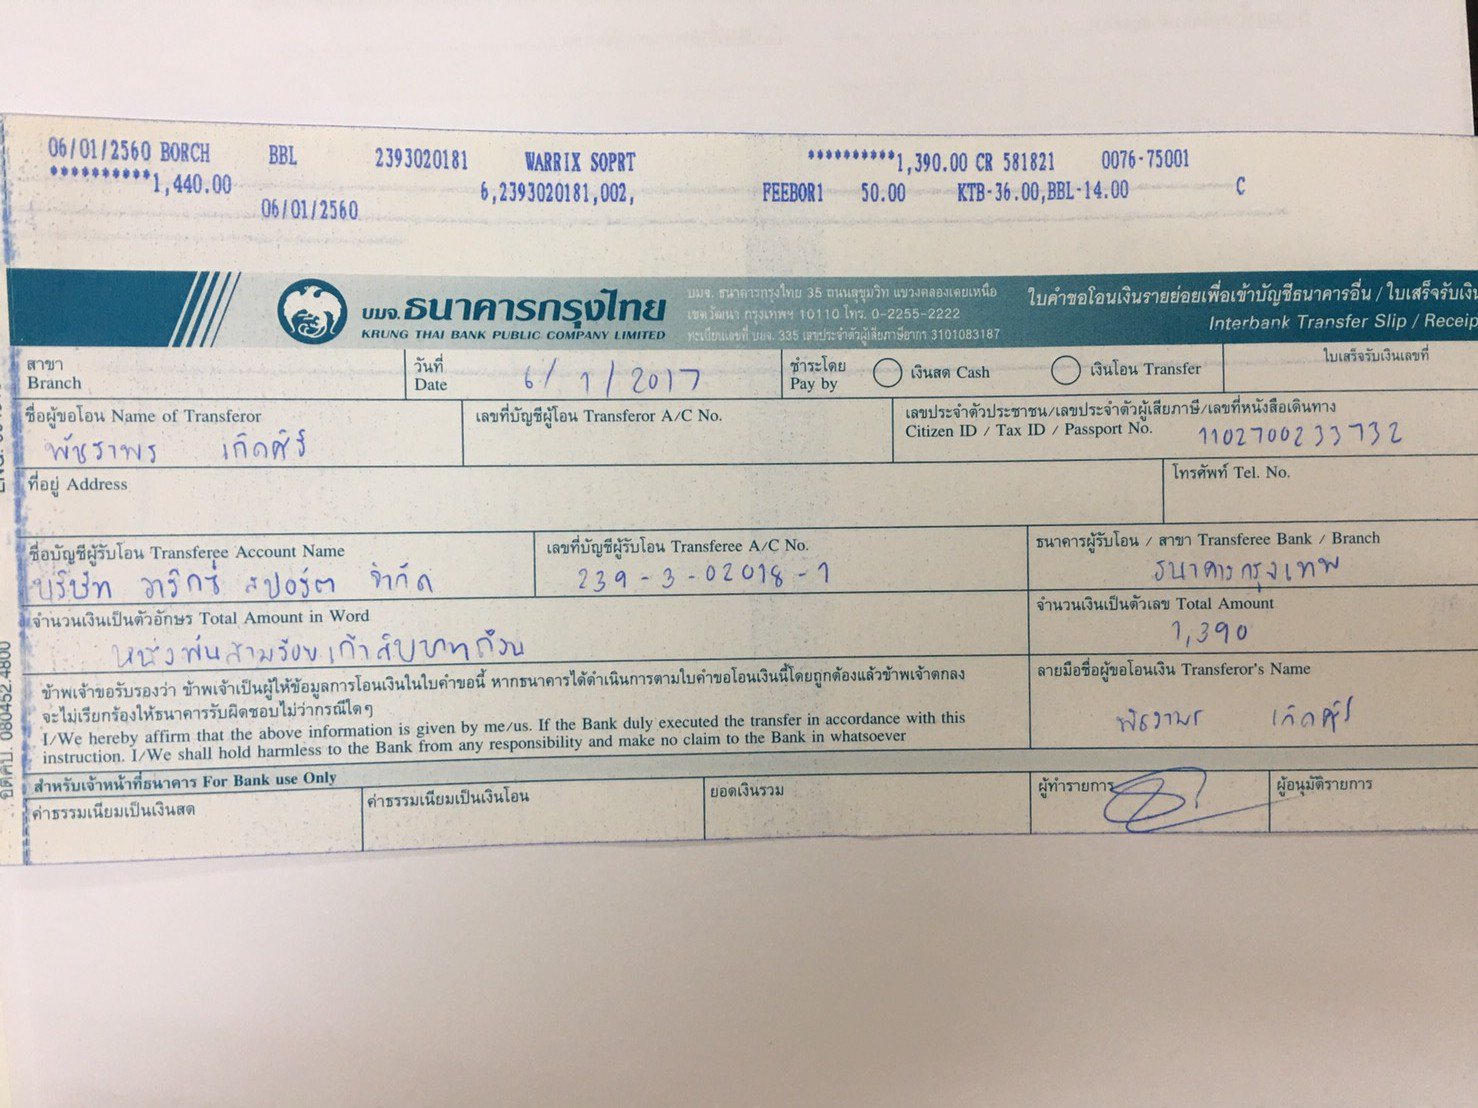 06/01/2560 BORCH BBL 2393020181 WARRIX SOPRT **********1,390.00 CR 581821 0076-75001
**********1,440.00 6,2393020181,002, FEEBOR1 50.00 KTB-36.00,BBL-14.00 C
06/01/2560
บมจ. ธนาคารกรุงไทย
KRUNG THAI BANK PUBLIC COMPANY LIMITED
บมจ. ธนาคารกรุงไทย 35 ถนนสุขุมวิท แขวงคลองเตยเหนือ
เขตวัฒนา กรุงเทพฯ 10110 โทร. 0-2255-2222
ทะเบียนเลขที่ บมจ. 335 เลขประจำตัวผู้เสียภาษีอากร 3101083187
ใบคำขอโอนเงินรายย่อยเพื่อเข้าบัญชีธนาคารอื่น / ใบเสร็จรับเงิน
Interbank Transfer Slip / Receip
สาขา
Branch
วันที่
Date 6/1/2017
ชำระโดย
Pay by
เงินสด Cash
เงินโอน Transfer
ใบเสร็จรับเงินเลขที่
ชื่อผู้ขอโอน Name of Transferor
พัชราพร เกิดศิริ
เลขที่บัญชีผู้โอน Transferor A/C No.
เลขประจำตัวประชาชน/เลขประจำตัวผู้เสียภาษี/เลขที่หนังสือเดินทาง
Citizen ID / Tax ID / Passport No. 1102700233732
ที่อยู่ Address
โทรศัพท์ Tel. No.
ชื่อบัญชีผู้รับโอน Transferee Account Name
บริษัท วาริกซ์ สปอร์ต จำกัด
เลขที่บัญชีผู้รับโอน Transferee A/C No.
239-3-02018-1
ธนาคารผู้รับโอน / สาขา Transferee Bank / Branch
ธนาคารกรุงเทพ
จำนวนเงินเป็นตัวอักษร Total Amount in Word
หนึ่งพันสามร้อยเก้าสิบบาทถ้วน
จำนวนเงินเป็นตัวเลข Total Amount
1,390
ข้าพเจ้าขอรับรองว่า ข้าพเจ้าเป็นผู้ให้ข้อมูลการโอนเงินในใบคำขอนี้ หากธนาคารได้ดำเนินการตามใบคำขอโอนเงินนี้โดยถูกต้องแล้วข้าพเจ้าตกลง
จะไม่เรียกร้องให้ธนาคารรับผิดชอบไม่ว่ากรณีใดๆ
I/We hereby affirm that the above information is given by me/us. If the Bank duly executed the transfer in accordance with this
instruction. I/We shall hold harmless to the Bank from any responsibility and make no claim to the Bank in whatsoever
ลายมือชื่อผู้ขอโอนเงิน Transferor's Name
พัชราพร เกิดศิริ
สำหรับเจ้าหน้าที่ธนาคาร For Bank use Only
ค่าธรรมเนียมเป็นเงินสด
ค่าธรรมเนียมเป็นเงินโอน
ยอดเงินรวม
ผู้ทำรายการ
ผู้อนุมัติรายการ